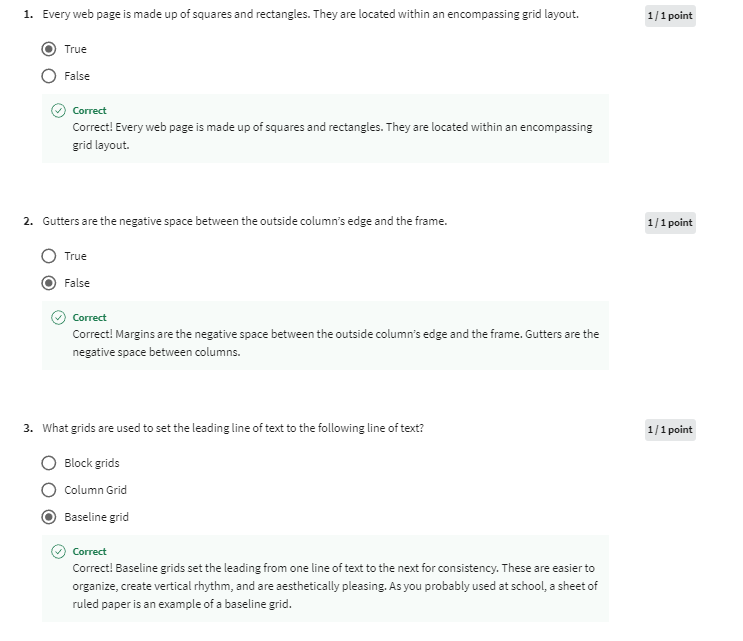 1. Every web page is made up of squares and rectangles. They are located within an encompassing grid layout.
1 / 1 point
True
False
Correct
Correct! Every web page is made up of squares and rectangles. They are located within an encompassing
grid layout.
2. Gutters are the negative space between the outside column's edge and the frame.
1 / 1 point
True
False
Correct
Correct! Margins are the negative space between the outside column's edge and the frame. Gutters are the
negative space between columns.
3. What grids are used to set the leading line of text to the following line of text?
1 / 1 point
Block grids
Column Grid
Baseline grid
Correct
Correct! Baseline grids set the leading from one line of text to the next for consistency. These are easier to
organize, create vertical rhythm, and are aesthetically pleasing. As you probably used at school, a sheet of
ruled paper is an example of a baseline grid.